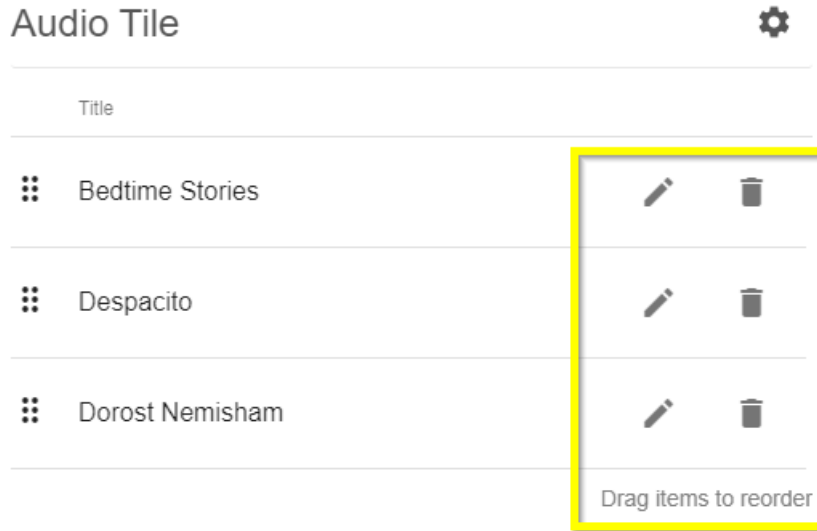 Audio Tile
Title
Bedtime Stories
Despacito
Dorost Nemisham
Drag items to reorder